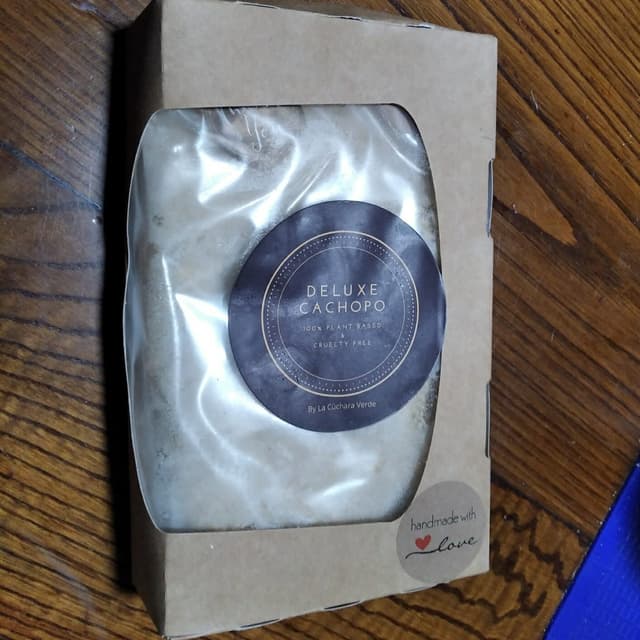 DELUXE
CACHOPO
100% PLANT BASED
CRUELTY FREE
By La Cuchara Verde
handmade with
love